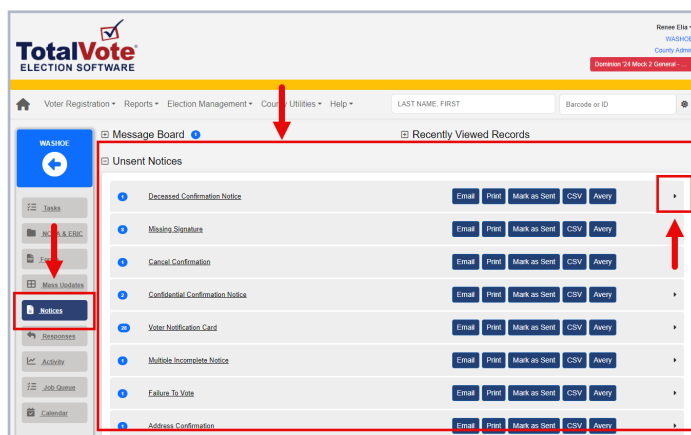 TotalVote
ELECTION SOFTWARE
Renee Elia
WASHOE
County Admin
Dominion '24 Mock 2 General - ...
Voter Registration Reports Election Management County Utilities Help LAST NAME, FIRST Barcode or ID
WASHOE
Message Board 1 Recently Viewed Records
Unsent Notices
1 Deceased Confirmation Notice Email Print Mark as Sent CSV Avery
Missing Signature Email Print Mark as Sent CSV Avery
1 Cancel Confirmation Email Print Mark as Sent CSV Avery
2 Confidential Confirmation Notice Email Print Mark as Sent CSV Avery
Voter Notification Card Email Print Mark as Sent CSV Avery
1 Multiple Incomplete Notice Email Print Mark as Sent CSV Avery
1 Failure To Vote Email Print Mark as Sent CSV Avery
1 Address Confirmation Email Print Mark as Sent CSV Avery
Tasks
& ERIC
Mass Updates
Notices
Responses
Activity
Job Queue
Calendar